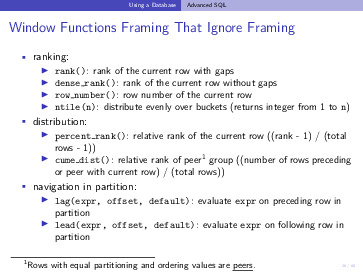 Using a Database Advanced SQL
Window Functions Framing That Ignore Framing
ranking:
rank(): rank of the current row with gaps
dense_rank(): rank of the current row without gaps
row_number(): row number of the current row
ntile(n): distribute evenly over buckets (returns integer from 1 to n)
distribution:
percent_rank(): relative rank of the current row ((rank - 1) / (total
rows - 1))
cume_dist(): relative rank of peer¹ group ((number of rows preceding
or peer with current row) / (total rows))
navigation in partition:
lag(expr, offset, default): evaluate expr on preceding row in
partition
lead(expr, offset, default): evaluate expr on following row in
partition
¹Rows with equal partitioning and ordering values are peers.